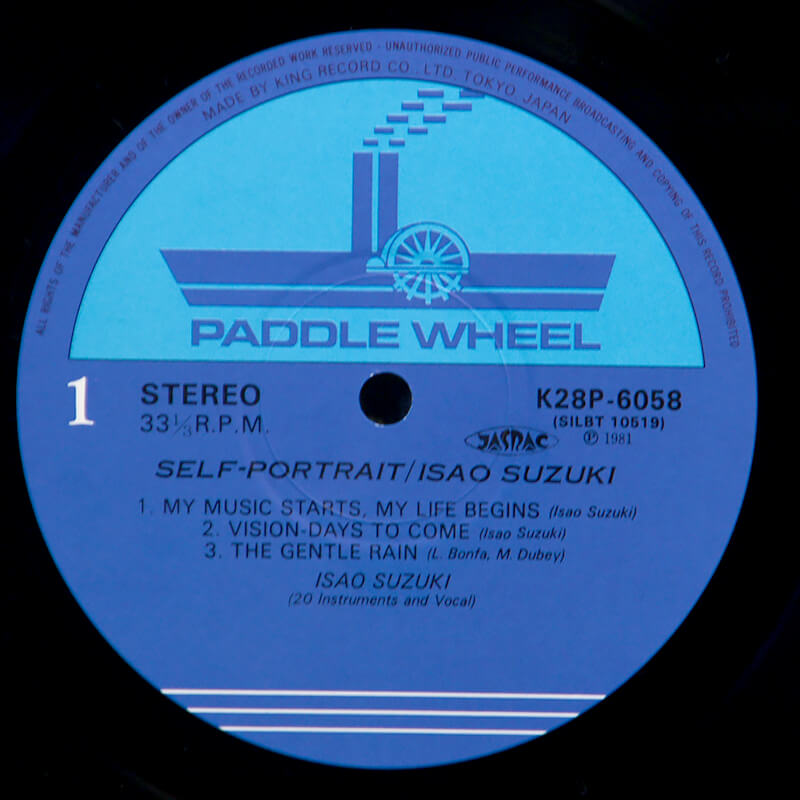 ALL RIGHTS OF THE MANUFACTURER AND OF THE OWNER OF THE RECORDED WORK RESERVED · UNAUTHORIZED PUBLIC PERFORMANCE BROADCASTING AND COPYING OF THIS RECORD PROHIBITED
MADE BY KING RECORD CO., LTD. TOKYO, JAPAN
PADDLE WHEEL
1 STEREO K28P-6058
33⅓ R.P.M. (SILBT 10519)
JASRAC ℗ 1981
SELF-PORTRAIT/ISAO SUZUKI
1. MY MUSIC STARTS, MY LIFE BEGINS (Isao Suzuki)
2. VISION-DAYS TO COME (Isao Suzuki)
3. THE GENTLE RAIN (L. Bonfa, M. Dubey)
ISAO SUZUKI
(20 Instruments and Vocal)